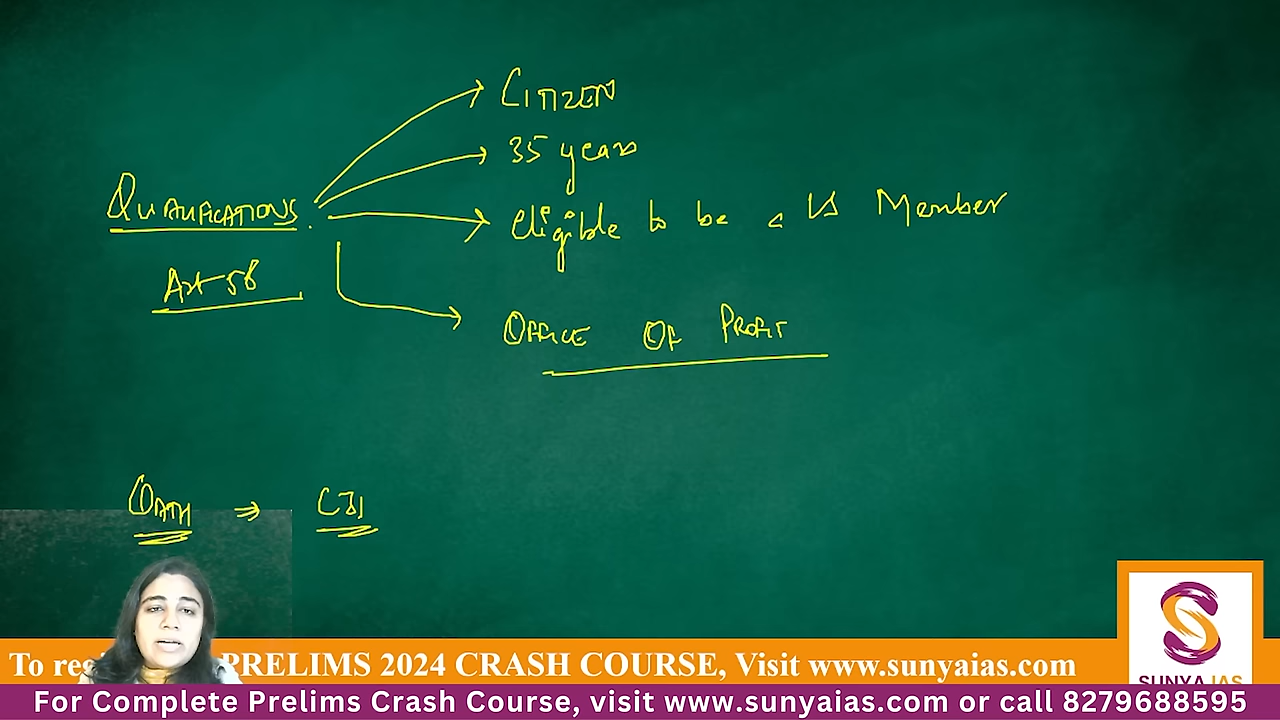 CITIZEN
35 years
QUALIFICATIONS
eligible to be a LS Member
Art 58
OFFICE OF PROFIT
OATH ⇒ CJI
To re PRELIMS 2024 CRASH COURSE, Visit www.sunyaias.com
SUNYA IAS
For Complete Prelims Crash Course, visit www.sunyaias.com or call 8279688595